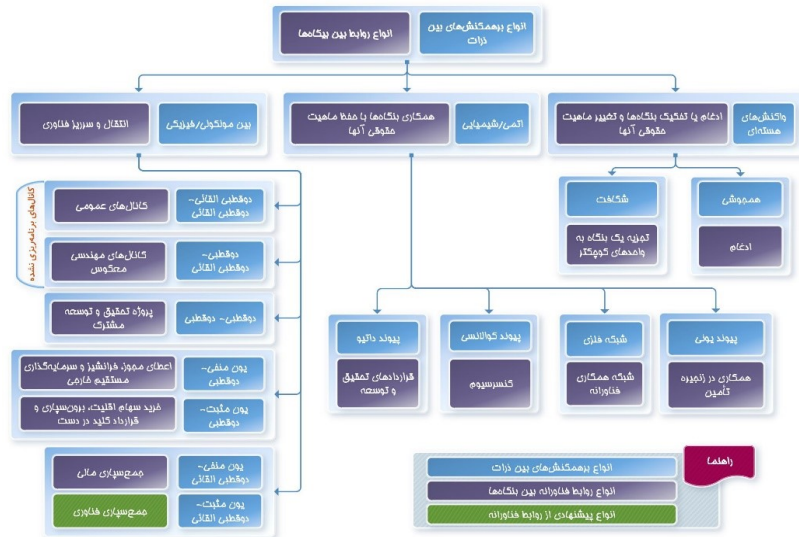 انواع برهمکنش‌های بین
ذرات
انواع روابط بین بیگاه‌ها
واکنش‌های
هسته‌ای
ادغام یا تفکیک بنگاه‌ها و تغییر ماهیت
حقوقی آنها
اتمی/شیمیایی
همکاری بنگاه‌ها با حفظ ماهیت
حقوقی آنها
بین مولکولی/فیزیکی
انتقال و سرریز فناوری
همجوشی
ادغام
شکافت
تجزیه یک بنگاه به
واحدهای کوچکتر
پیوند یونی
همکاری در زنجیره
تأمین
شبکه فلزی
شبکه همکاری
فناورانه
پیوند کووالانسی
کنسرسیوم
پیوند داتیو
قراردادهای تحقیق
و توسعه
کانال‌های برنامه‌ریزی نشده
دوقطبی القائی-
دوقطبی القائی
کانال‌های عمومی
دوقطبی-
دوقطبی القائی
کانال‌های مهندسی
معکوس
دوقطبی- دوقطبی
پروژه تحقیق و توسعه
مشترک
یون منفی-
دوقطبی
اعطای مجوز، فرانشیز و سرمایه‌گذاری
مستقیم خارجی
یون مثبت-
دوقطبی
خرید سهام اقلیت، برون‌سپاری و
قرارداد کلید در دست
یون منفی-
دوقطبی القائی
جمع‌سپاری مالی
یون مثبت-
دوقطبی القائی
جمع‌سپاری فناوری
راهنما
انواع برهمکنش‌های بین ذرات
انواع روابط فناورانه بین بنگاه‌ها
انواع پیشنهادی از روابط فناورانه